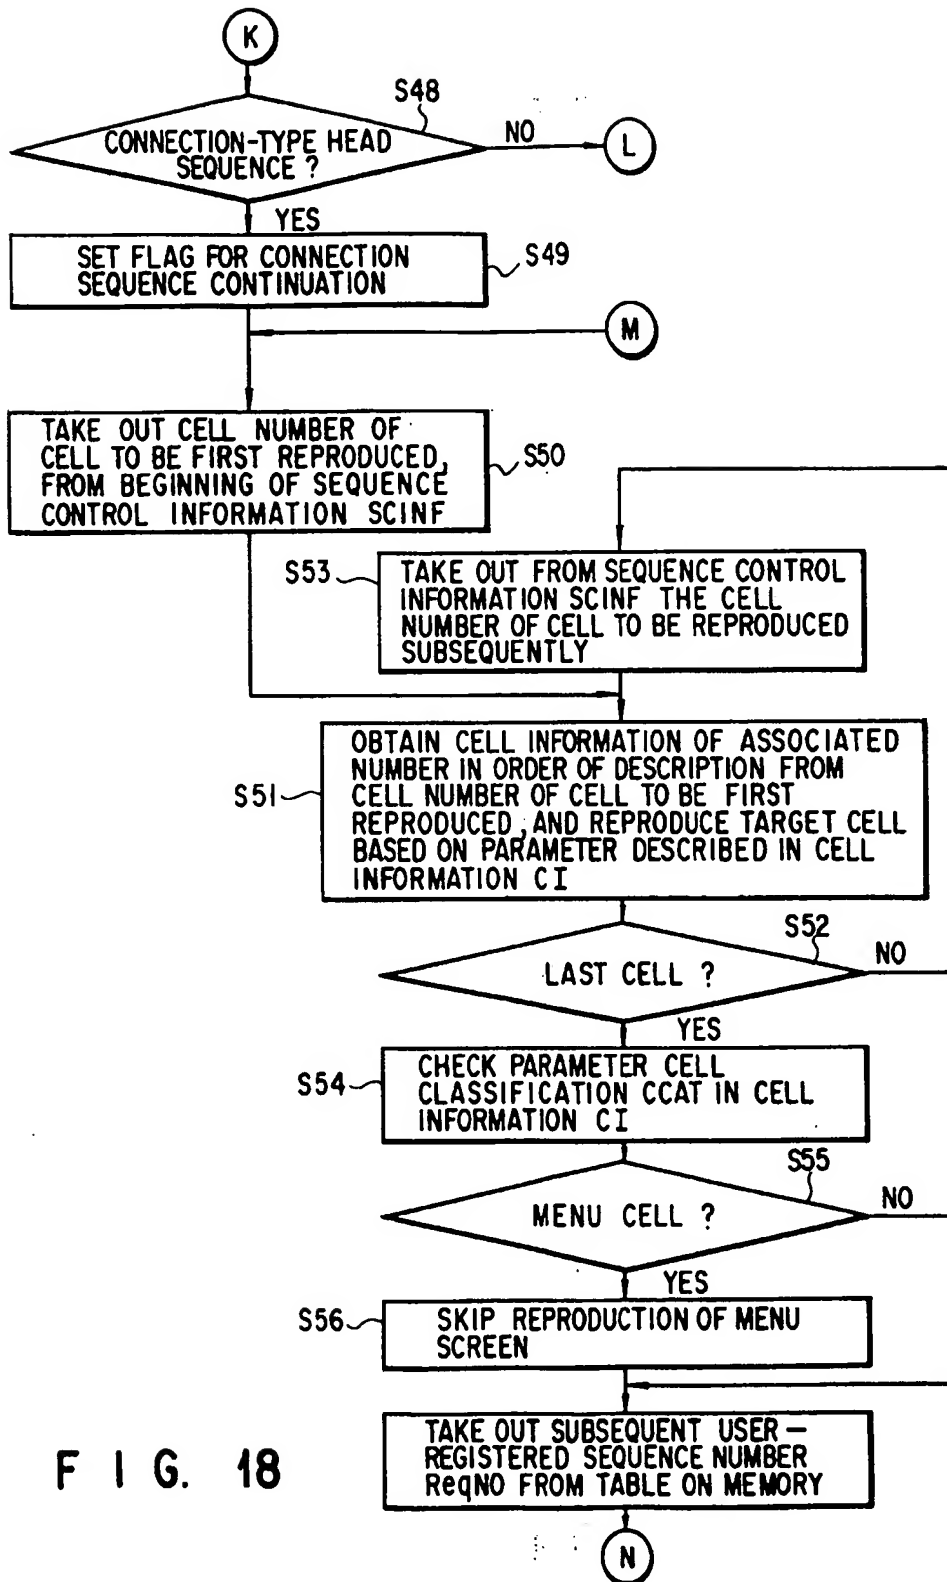 K
S48
CONNECTION-TYPE HEAD
SEQUENCE ?
NO
L
YES
SET FLAG FOR CONNECTION
SEQUENCE CONTINUATION
S49
M
TAKE OUT CELL NUMBER OF
CELL TO BE FIRST REPRODUCED,
FROM BEGINNING OF SEQUENCE
CONTROL INFORMATION SCINF
S50
S53
TAKE OUT FROM SEQUENCE CONTROL
INFORMATION SCINF THE CELL
NUMBER OF CELL TO BE REPRODUCED
SUBSEQUENTLY
S51
OBTAIN CELL INFORMATION OF ASSOCIATED
NUMBER IN ORDER OF DESCRIPTION FROM
CELL NUMBER OF CELL TO BE FIRST
REPRODUCED, AND REPRODUCE TARGET CELL
BASED ON PARAMETER DESCRIBED IN CELL
INFORMATION CI
S52
LAST CELL ?
NO
YES
S54
CHECK PARAMETER CELL
CLASSIFICATION CCAT IN CELL
INFORMATION CI
S55
MENU CELL ?
NO
YES
S56
SKIP REPRODUCTION OF MENU
SCREEN
TAKE OUT SUBSEQUENT USER-
REGISTERED SEQUENCE NUMBER
ReqNO FROM TABLE ON MEMORY
N
FIG. 18